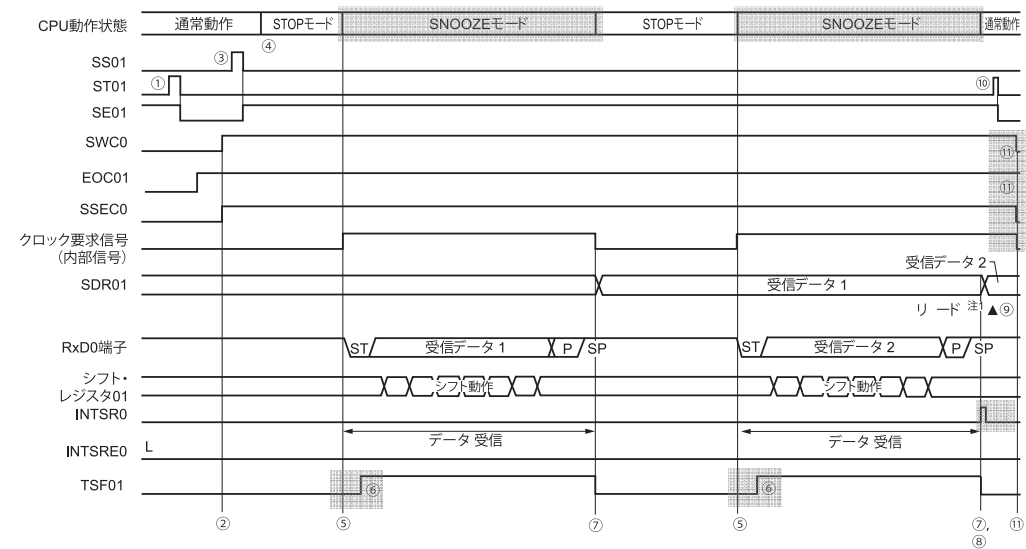 CPU動作状態 通常動作 STOPモード SNOOZEモード STOPモード SNOOZEモード 通常動作
④
SS01 ③
ST01 ① ⑩
SE01
SWC0 ⑪
EOC01 ⑪
SSEC0
クロック要求信号
(内部信号)
受信データ 2
SDR01 受信データ 1
リード 注1 ▲⑨
RxD0端子 ST 受信データ 1 P SP ST 受信データ 2 P SP
シフト・
レジスタ01 シフト動作 シフト動作
INTSR0
データ 受信 データ 受信
INTSRE0 L
TSF01 ⑥ ⑥
② ⑤ ⑦ ⑤ ⑦, ⑪
⑧